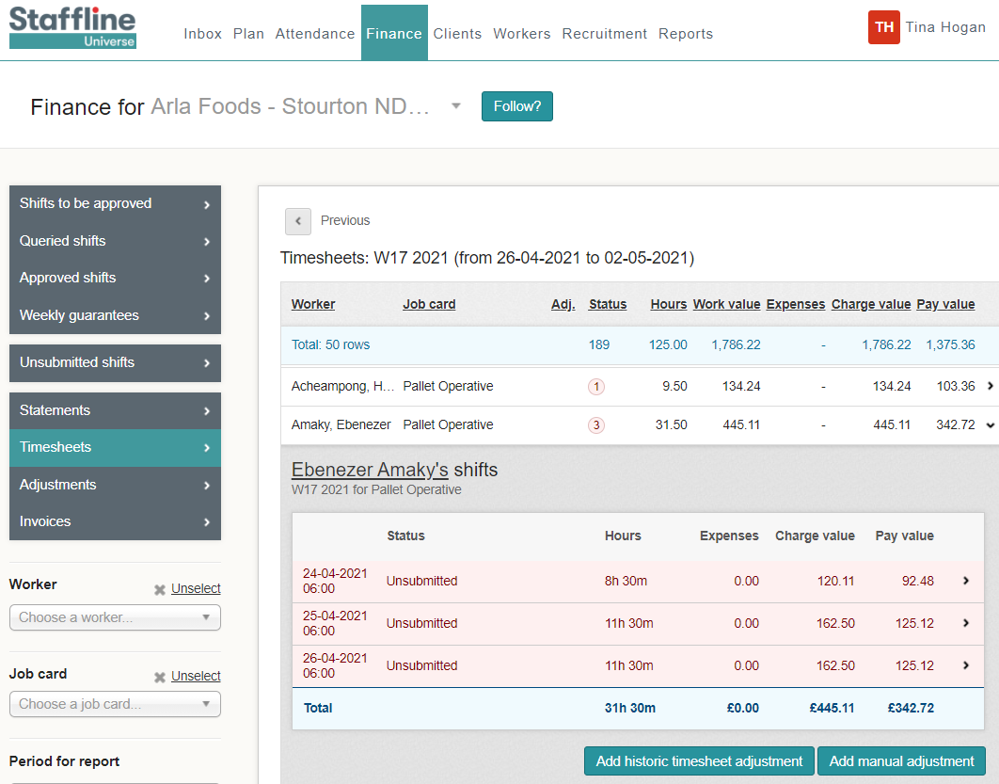 Staffline
Universe
Inbox Plan Attendance Finance Clients Workers Recruitment Reports
TH Tina Hogan
Finance for Arla Foods - Stourton ND…
Follow?
Shifts to be approved
Queried shifts
Approved shifts
Weekly guarantees
Unsubmitted shifts
Statements
Timesheets
Adjustments
Invoices
Worker
Unselect
Choose a worker...
Job card
Unselect
Choose a job card...
Period for report
Previous
Timesheets: W17 2021 (from 26-04-2021 to 02-05-2021)
Worker Job card Adj. Status Hours Work value Expenses Charge value Pay value
Total: 50 rows 189 125.00 1,786.22 - 1,786.22 1,375.36
Acheampong, H… Pallet Operative 1 9.50 134.24 - 134.24 103.36
Amaky, Ebenezer Pallet Operative 3 31.50 445.11 - 445.11 342.72
Ebenezer Amaky's shifts
W17 2021 for Pallet Operative
Status Hours Expenses Charge value Pay value
24-04-2021
06:00 Unsubmitted 8h 30m 0.00 120.11 92.48
25-04-2021
06:00 Unsubmitted 11h 30m 0.00 162.50 125.12
26-04-2021
06:00 Unsubmitted 11h 30m 0.00 162.50 125.12
Total 31h 30m £0.00 £445.11 £342.72
Add historic timesheet adjustment Add manual adjustment